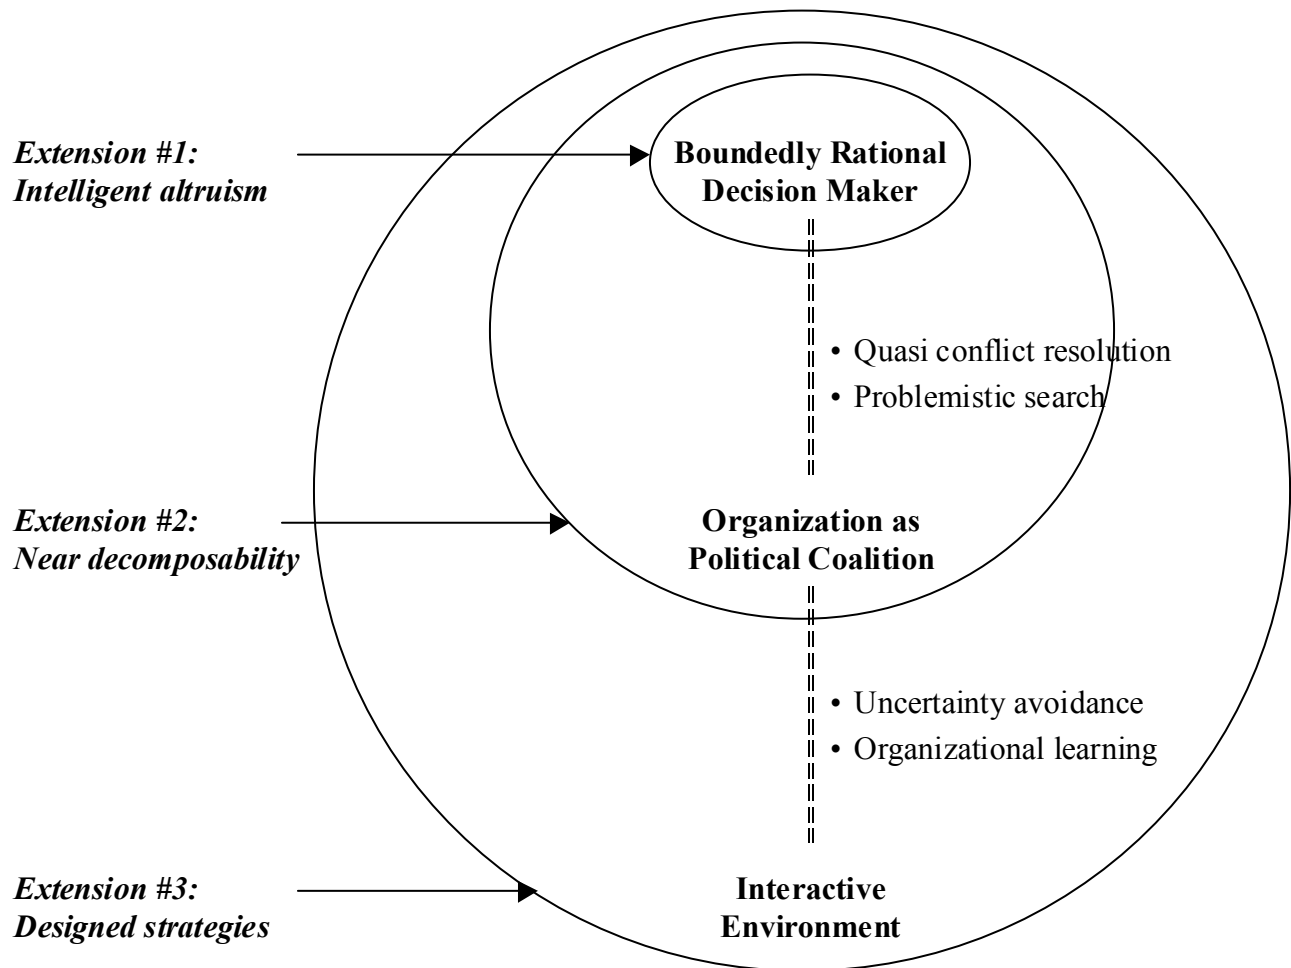 Extension #1:
Intelligent altruism
Boundedly Rational
Decision Maker
• Quasi conflict resolution
• Problemistic search
Extension #2:
Near decomposability
Organization as
Political Coalition
• Uncertainty avoidance
• Organizational learning
Extension #3:
Designed strategies
Interactive
Environment